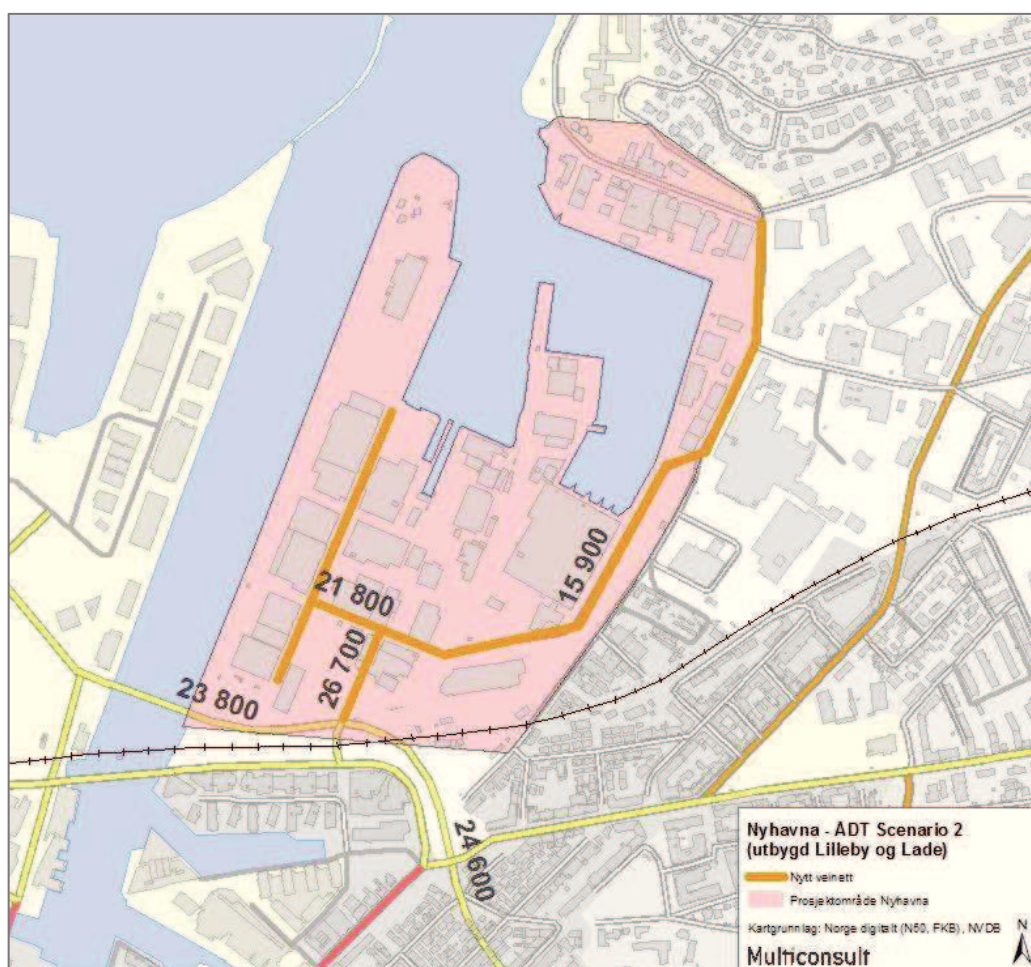 21 800
15 900
26 700
23 800
24 600
Nyhavna - ÅDT Scenario 2
(utbygd Lilleby og Lade)
Nytt veinett
Prosjektområde Nyhavna
Kartgrunnlag: Norge digitalt (N50, FKB), NVDB
N
Multiconsult